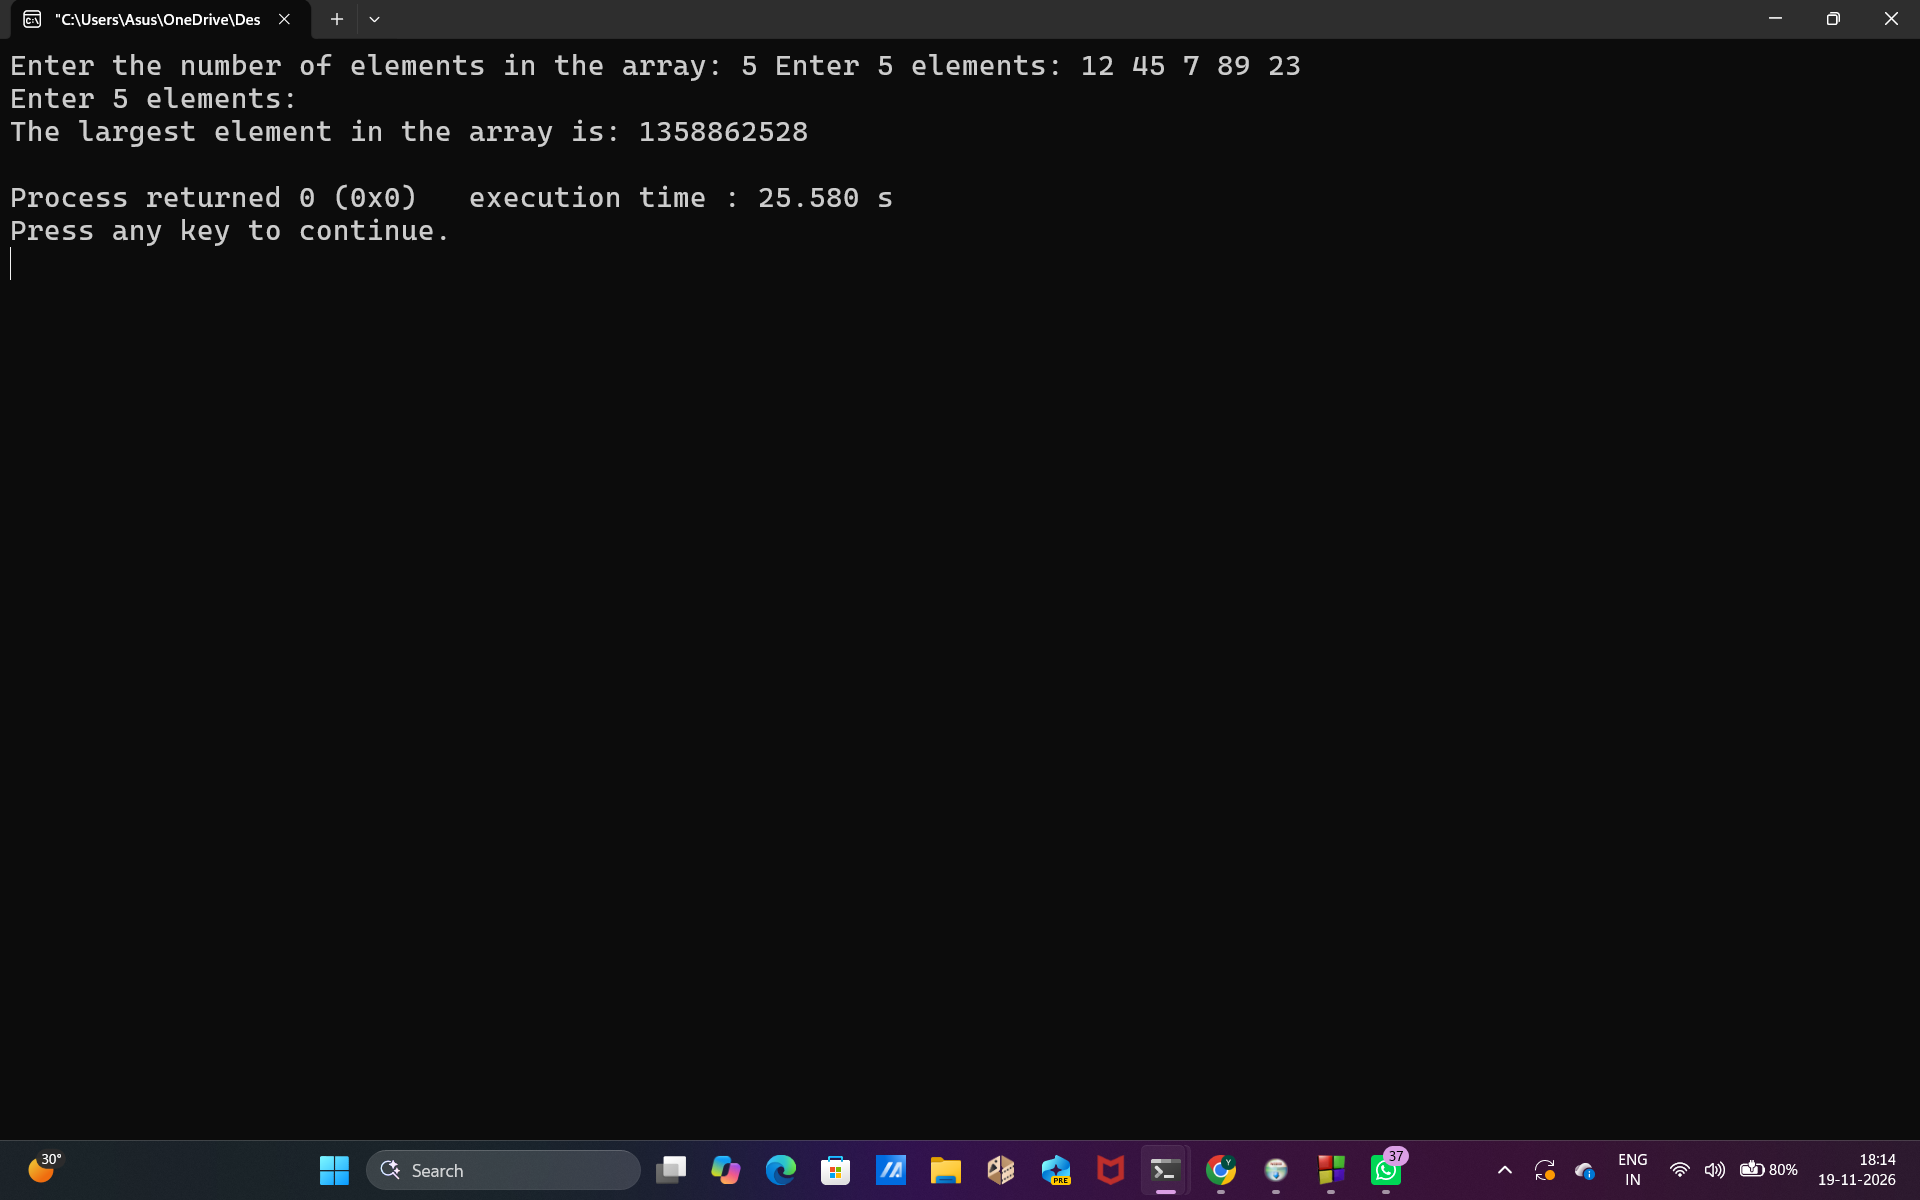 "C:\Users\Asus\OneDrive\Des
Enter the number of elements in the array: 5 Enter 5 elements: 12 45 7 89 23
Enter 5 elements:
The largest element in the array is: 1358862528
Process returned 0 (0x0)   execution time : 25.580 s
Press any key to continue.
30°
Search
PRE
Y
37
ENG
IN
80%
18:14
19-11-2026